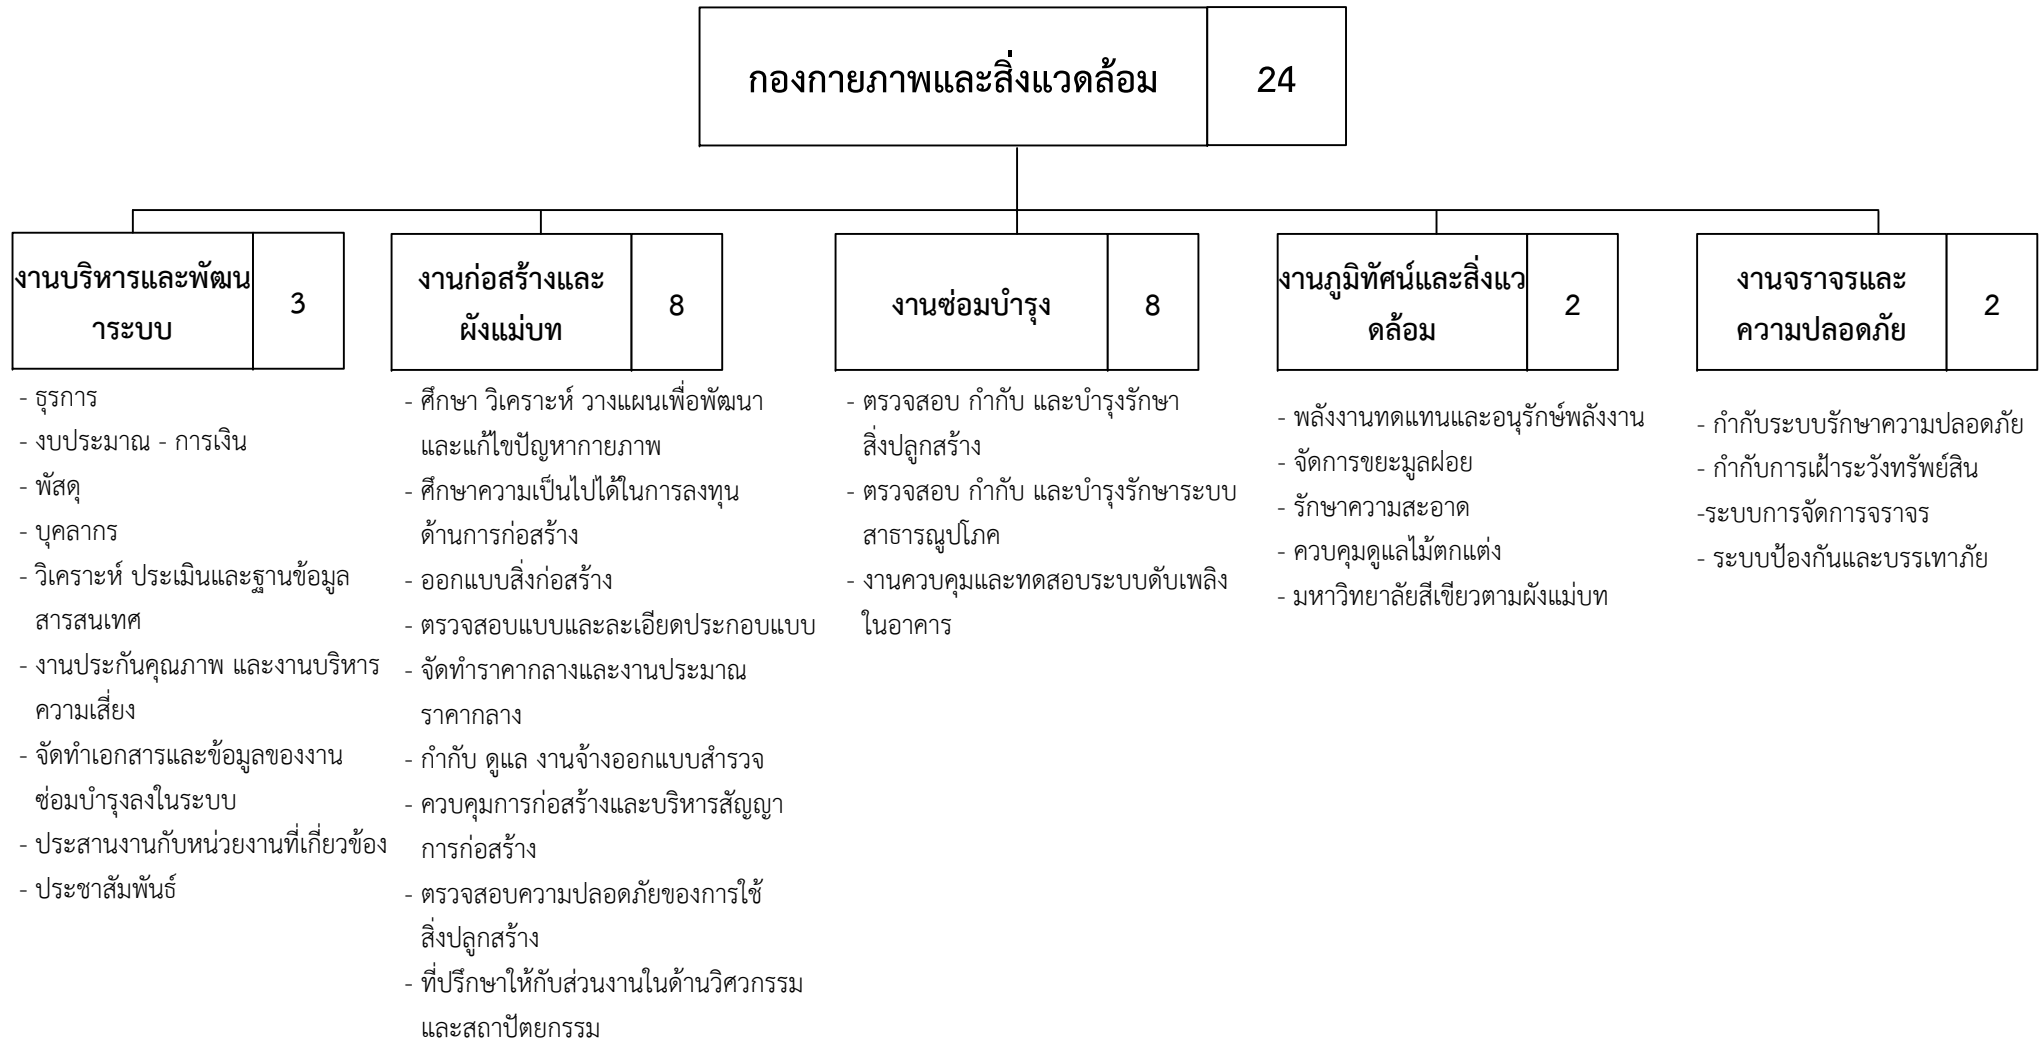 กองกายภาพและสิ่งแวดล้อม
24
งานบริหารและพัฒน
าระบบ
3
- ธุรการ
- งบประมาณ - การเงิน
- พัสดุ
- บุคลากร
- วิเคราะห์ ประเมินและฐานข้อมูล
สารสนเทศ
- งานประกันคุณภาพ และงานบริหาร
ความเสี่ยง
- จัดทำเอกสารและข้อมูลของงาน
ซ่อมบำรุงลงในระบบ
- ประสานงานกับหน่วยงานที่เกี่ยวข้อง
- ประชาสัมพันธ์
งานก่อสร้างและ
ผังแม่บท
8
- ศึกษา วิเคราะห์ วางแผนเพื่อพัฒนา
และแก้ไขปัญหากายภาพ
- ศึกษาความเป็นไปได้ในการลงทุน
ด้านการก่อสร้าง
- ออกแบบสิ่งก่อสร้าง
- ตรวจสอบแบบและละเอียดประกอบแบบ
- จัดทำราคากลางและงานประมาณ
ราคากลาง
- กำกับ ดูแล งานจ้างออกแบบสำรวจ
- ควบคุมการก่อสร้างและบริหารสัญญา
การก่อสร้าง
- ตรวจสอบความปลอดภัยของการใช้
สิ่งปลูกสร้าง
- ที่ปรึกษาให้กับส่วนงานในด้านวิศวกรรม
และสถาปัตยกรรม
งานซ่อมบำรุง
8
- ตรวจสอบ กำกับ และบำรุงรักษา
สิ่งปลูกสร้าง
- ตรวจสอบ กำกับ และบำรุงรักษาระบบ
สาธารณูปโภค
- งานควบคุมและทดสอบระบบดับเพลิง
ในอาคาร
งานภูมิทัศน์และสิ่งแว
ดล้อม
2
- พลังงานทดแทนและอนุรักษ์พลังงาน
- จัดการขยะมูลฝอย
- รักษาความสะอาด
- ควบคุมดูแลไม้ตกแต่ง
- มหาวิทยาลัยสีเขียวตามผังแม่บท
งานจราจรและ
ความปลอดภัย
2
- กำกับระบบรักษาความปลอดภัย
- กำกับการเฝ้าระวังทรัพย์สิน
-ระบบการจัดการจราจร
- ระบบป้องกันและบรรเทาภัย